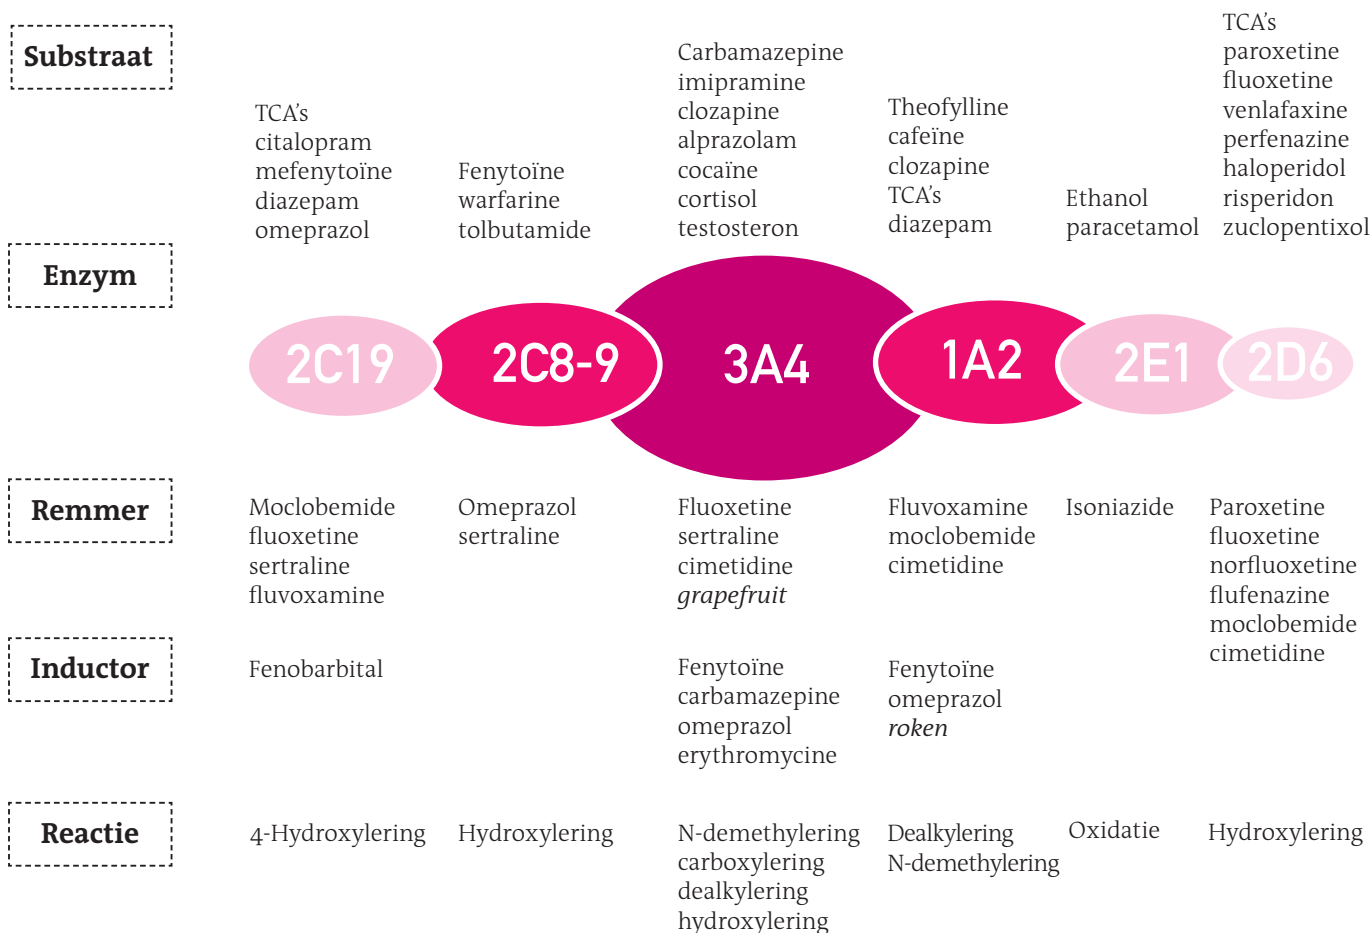 Substraat
TCA's
citalopram
mefenytoïne
diazepam
omeprazol
Fenytoïne
warfarine
tolbutamide
Carbamazepine
imipramine
clozapine
alprazolam
cocaïne
cortisol
testosteron
Theofylline
cafeïne
clozapine
TCA's
diazepam
Ethanol
paracetamol
TCA's
paroxetine
fluoxetine
venlafaxine
perfenazine
haloperidol
risperidon
zuclopentixol
Enzym
2C19
2C8-9
3A4
1A2
2E1
2D6
Remmer
Moclobemide
fluoxetine
sertraline
fluvoxamine
Omeprazol
sertraline
Fluoxetine
sertraline
cimetidine
grapefruit
Fluvoxamine
moclobemide
cimetidine
Isoniazide
Paroxetine
fluoxetine
norfluoxetine
flufenazine
moclobemide
cimetidine
Inductor
Fenobarbital
Fenytoïne
carbamazepine
omeprazol
erythromycine
Fenytoïne
omeprazol
roken
Reactie
4-Hydroxylering
Hydroxylering
N-demethylering
carboxylering
dealkylering
hydroxylering
Dealkylering
N-demethylering
Oxidatie
Hydroxylering